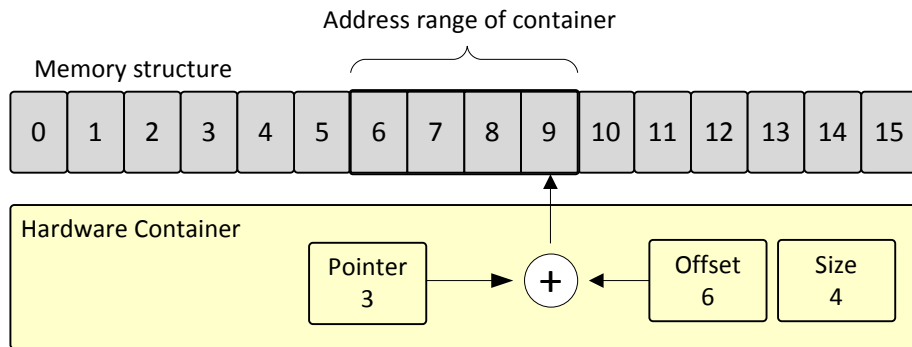 Address range of container
Memory structure
0 1 2 3 4 5 6 7 8 9 10 11 12 13 14 15
Hardware Container
Pointer
3
+
Offset
6
Size
4